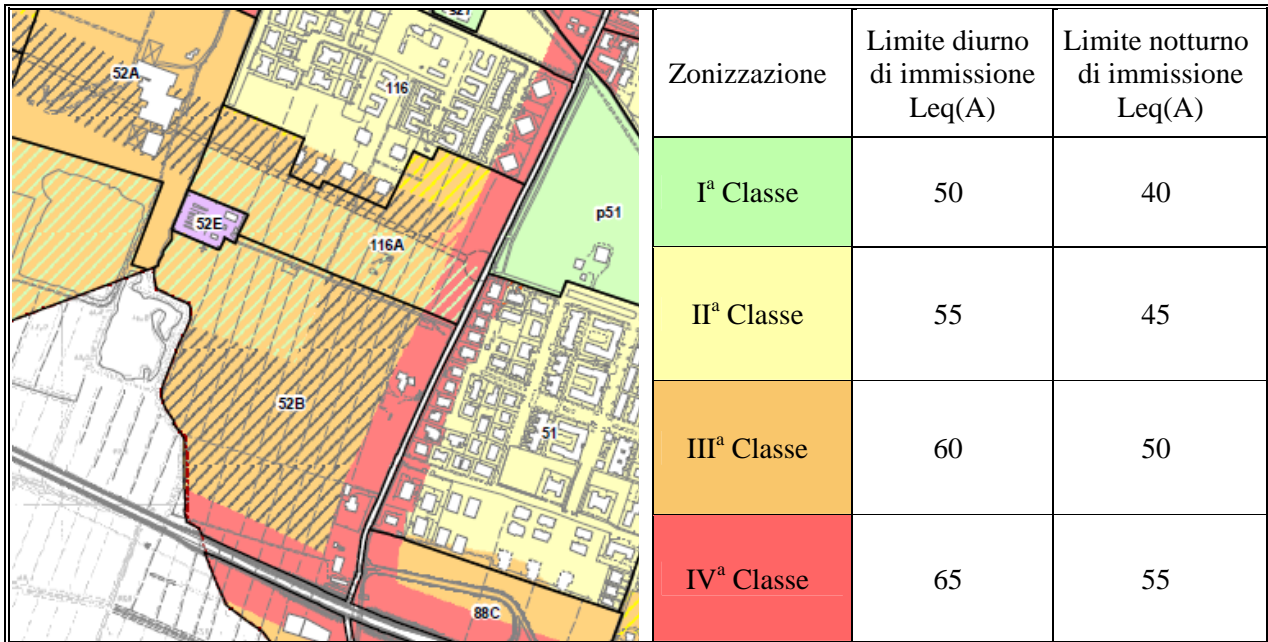 52A
116
52E
116A
p51
52B
51
88C
Zonizzazione
Limite diurno
di immissione
Leq(A)
Limite notturno
di immissione
Leq(A)
Iª Classe
50
40
IIª Classe
55
45
IIIª Classe
60
50
IVª Classe
65
55